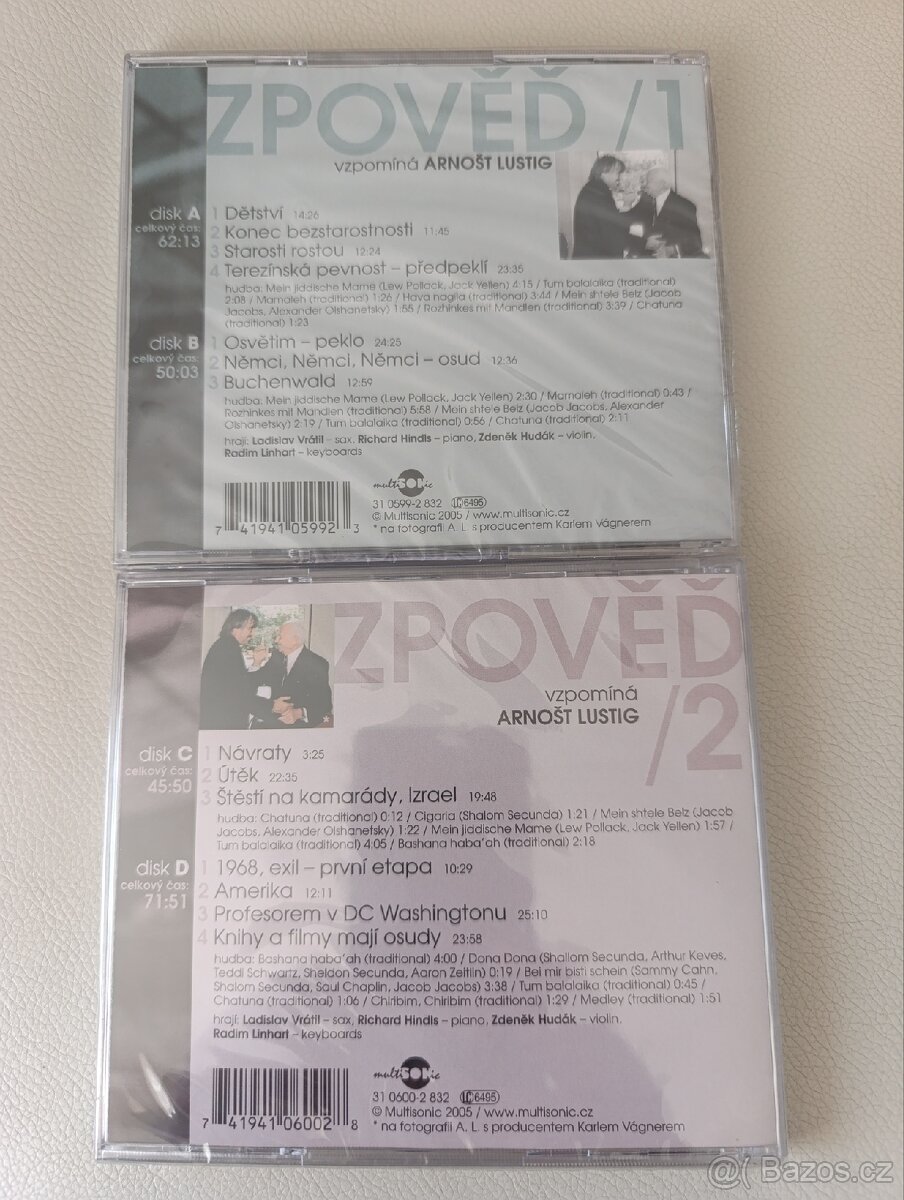 ZPOVĚĎ /1
vzpomíná ARNOŠT LUSTIG
disk A
celkový čas:
62:13
1 Dětství 14:26
2 Konec bezstarostnosti 11:45
3 Starosti rostou 12:24
4 Terezínská pevnost – předpeklí 23:35
hudba: Mein jiddische Mame (Lew Pollack, Jack Yellen) 4:15 / Tum balalaika (traditional)
2:08 / Mamaleh (traditional) 1:26 / Hava nagila (traditional) 3:44 / Mein shtele Belz (Jacob
Jacobs, Alexander Olshanetsky) 1:55 / Rozhinkes mit Mandlen (traditional) 3:39 / Chatuna
(traditional) 1:23
disk B
celkový čas:
50:03
1 Osvětim – peklo 24:25
2 Němci, Němci, Němci – osud 12:36
3 Buchenwald 12:59
hudba: Mein jiddische Mame (Lew Pollack, Jack Yellen) 2:30 / Mamaleh (traditional) 0:43 /
Rozhinkes mit Mandlen (traditional) 5:58 / Mein shtele Belz (Jacob Jacobs, Alexander
Olshanetsky) 2:19 / Tum balalaika (traditional) 0:56 / Chatuna (traditional) 2:11
hrají: Ladislav Vrátil – sax, Richard Hindls – piano, Zdeněk Hudák – violin,
Radim Linhart – keyboards
multisonic
31 0599-2 832 LC 6495
© Multisonic 2005 / www.multisonic.cz
* na fotografii A. L. s producentem Karlem Vágnerem
7 41941 05992 3
ZPOVĚĎ
/2
vzpomíná
ARNOŠT LUSTIG
disk C
celkový čas:
45:50
1 Návraty 3:25
2 Útěk 22:35
3 Štěstí na kamarády, Izrael 19:48
hudba: Chatuna (traditional) 0:12 / Cigaria (Shalom Secunda) 1:21 / Mein shtele Belz (Jacob
Jacobs, Alexander Olshanetsky) 1:22 / Mein jiddische Mame (Lew Pollack, Jack Yellen) 1:57 /
Tum balalaika (traditional) 4:05 / Bashana haba'ah (traditional) 2:18
disk D
celkový čas:
71:51
1 1968, exil – první etapa 10:29
2 Amerika 12:11
3 Profesorem v DC Washingtonu 25:10
4 Knihy a filmy mají osudy 23:58
hudba: Bashana haba'ah (traditional) 4:00 / Dona Dona (Shallom Secunda, Arthur Keves,
Teddi Schwartz, Sheldon Secunda, Aaron Zeitlin) 0:19 / Bei mir bisti schein (Sammy Cahn,
Shalom Secunda, Saul Chaplin, Jacob Jacobs) 3:38 / Tum balalaika (traditional) 0:45 /
Chatuna (traditional) 1:06 / Chiribim, Chiribim (traditional) 1:29 / Medley (traditional) 1:51
hrají: Ladislav Vrátil – sax, Richard Hindls – piano, Zdeněk Hudák – violin,
Radim Linhart – keyboards
multisonic
31 0600-2 832 LC 6495
© Multisonic 2005 / www.multisonic.cz
* na fotografii A. L. s producentem Karlem Vágnerem
7 41941 06002 8
Bazos.cz